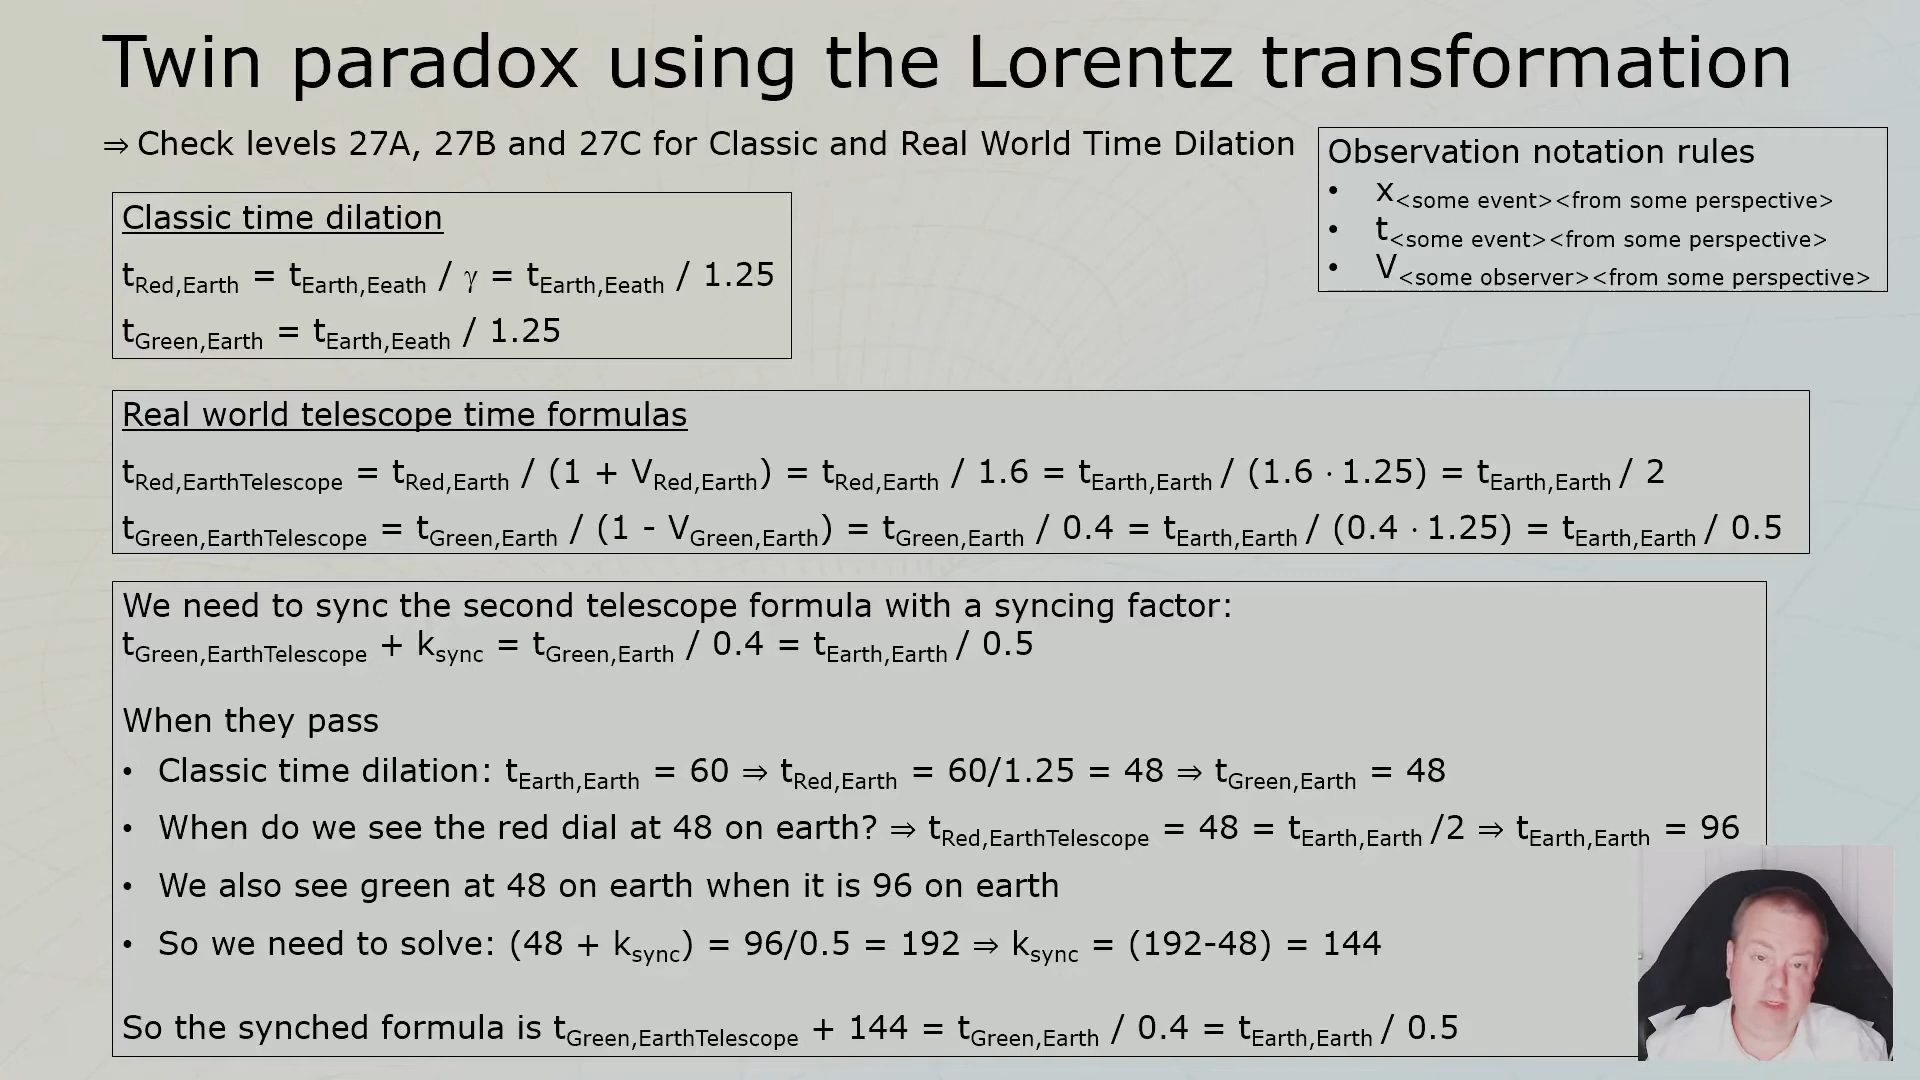 Twin paradox using the Lorentz transformation
⇒ Check levels 27A, 27B and 27C for Classic and Real World Time Dilation
Observation notation rules
• x<some event><from some perspective>
• t<some event><from some perspective>
• V<some observer><from some perspective>
Classic time dilation
tRed,Earth = tEarth,Eeath / γ = tEarth,Eeath / 1.25
tGreen,Earth = tEarth,Eeath / 1.25
Real world telescope time formulas
tRed,EarthTelescope = tRed,Earth / (1 + VRed,Earth) = tRed,Earth / 1.6 = tEarth,Earth / (1.6 · 1.25) = tEarth,Earth / 2
tGreen,EarthTelescope = tGreen,Earth / (1 - VGreen,Earth) = tGreen,Earth / 0.4 = tEarth,Earth / (0.4 · 1.25) = tEarth,Earth / 0.5
We need to sync the second telescope formula with a syncing factor:
tGreen,EarthTelescope + ksync = tGreen,Earth / 0.4 = tEarth,Earth / 0.5
When they pass
• Classic time dilation: tEarth,Earth = 60 ⇒ tRed,Earth = 60/1.25 = 48 ⇒ tGreen,Earth = 48
• When do we see the red dial at 48 on earth? ⇒ tRed,EarthTelescope = 48 = tEarth,Earth /2 ⇒ tEarth,Earth = 96
• We also see green at 48 on earth when it is 96 on earth
• So we need to solve: (48 + ksync) = 96/0.5 = 192 ⇒ ksync = (192-48) = 144
So the synched formula is tGreen,EarthTelescope + 144 = tGreen,Earth / 0.4 = tEarth,Earth / 0.5